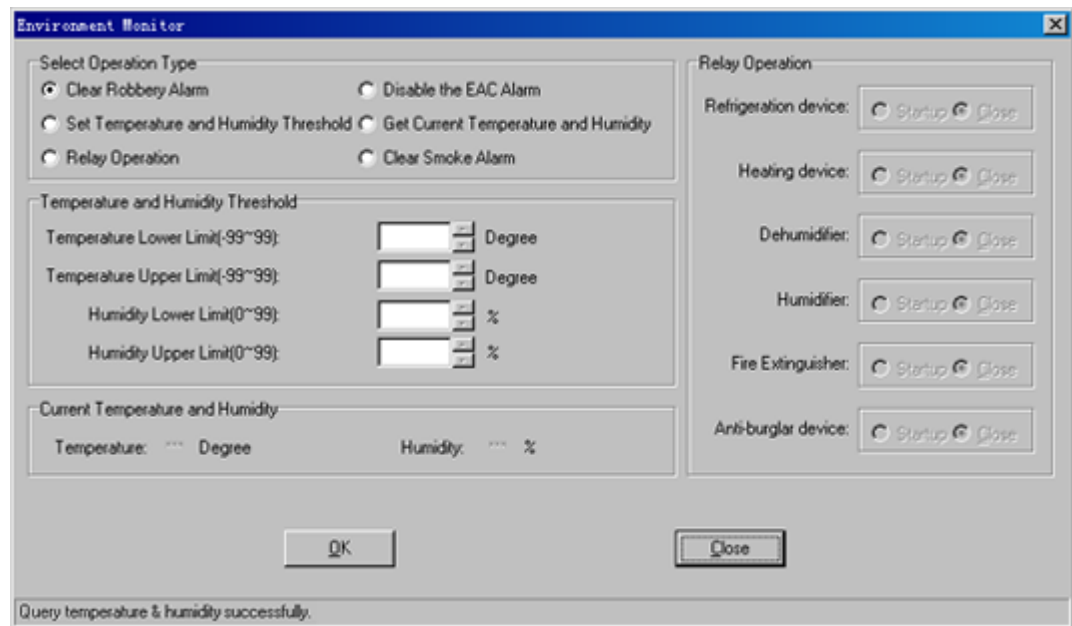 Environment Monitor
Select Operation Type
Clear Robbery Alarm
Disable the EAC Alarm
Set Temperature and Humidity Threshold
Get Current Temperature and Humidity
Relay Operation
Clear Smoke Alarm
Temperature and Humidity Threshold
Temperature Lower Limit(-99~99):
Degree
Temperature Upper Limit(-99~99):
Degree
Humidity Lower Limit(0~99):
%
Humidity Upper Limit(0~99):
%
Current Temperature and Humidity
Temperature: --- Degree
Humidity: --- %
Relay Operation
Refrigeration device: Startup Close
Heating device: Startup Close
Dehumidifier: Startup Close
Humidifier: Startup Close
Fire Extinguisher: Startup Close
Anti-burglar device: Startup Close
OK
Close
Query temperature & humidity successfully.